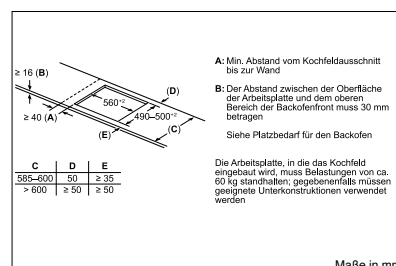 ≥ 16 (B)
(D)
560⁺²
490–500⁺²
≥ 40 (A)
(E)
(C)
C D E
585–600 50 ≥ 35
> 600 ≥ 50 ≥ 50
A: Min. Abstand vom Kochfeldausschnitt
bis zur Wand
B: Der Abstand zwischen der Oberfläche
der Arbeitsplatte und dem oberen
Bereich der Backofenfront muss 30 mm
betragen
Siehe Platzbedarf für den Backofen
Die Arbeitsplatte, in die das Kochfeld
eingebaut wird, muss Belastungen von ca.
60 kg standhalten; gegebenenfalls müssen
geeignete Unterkonstruktionen verwendet
werden
Maße in mm